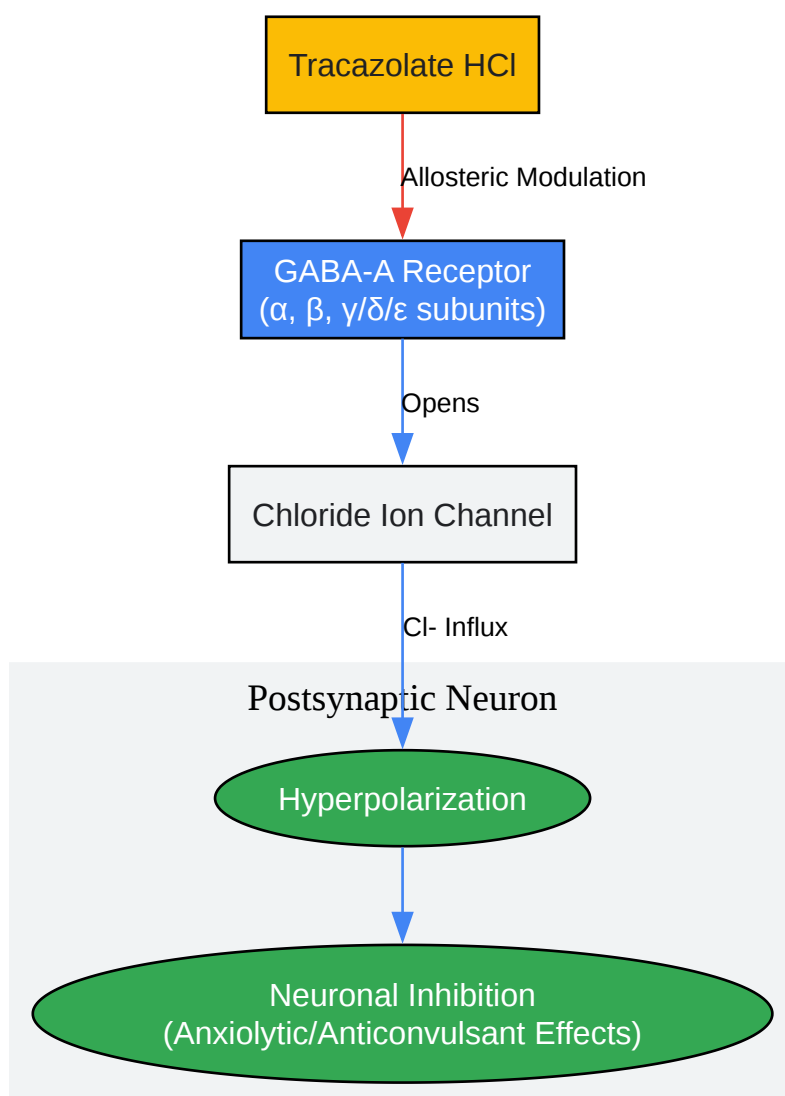 Tracazolate HCl
Allosteric Modulation
GABA-A Receptor
(α, β, γ/δ/ε subunits)
Opens
Chloride Ion Channel
Cl- Influx
Postsynaptic Neuron
Hyperpolarization
Neuronal Inhibition
(Anxiolytic/Anticonvulsant Effects)